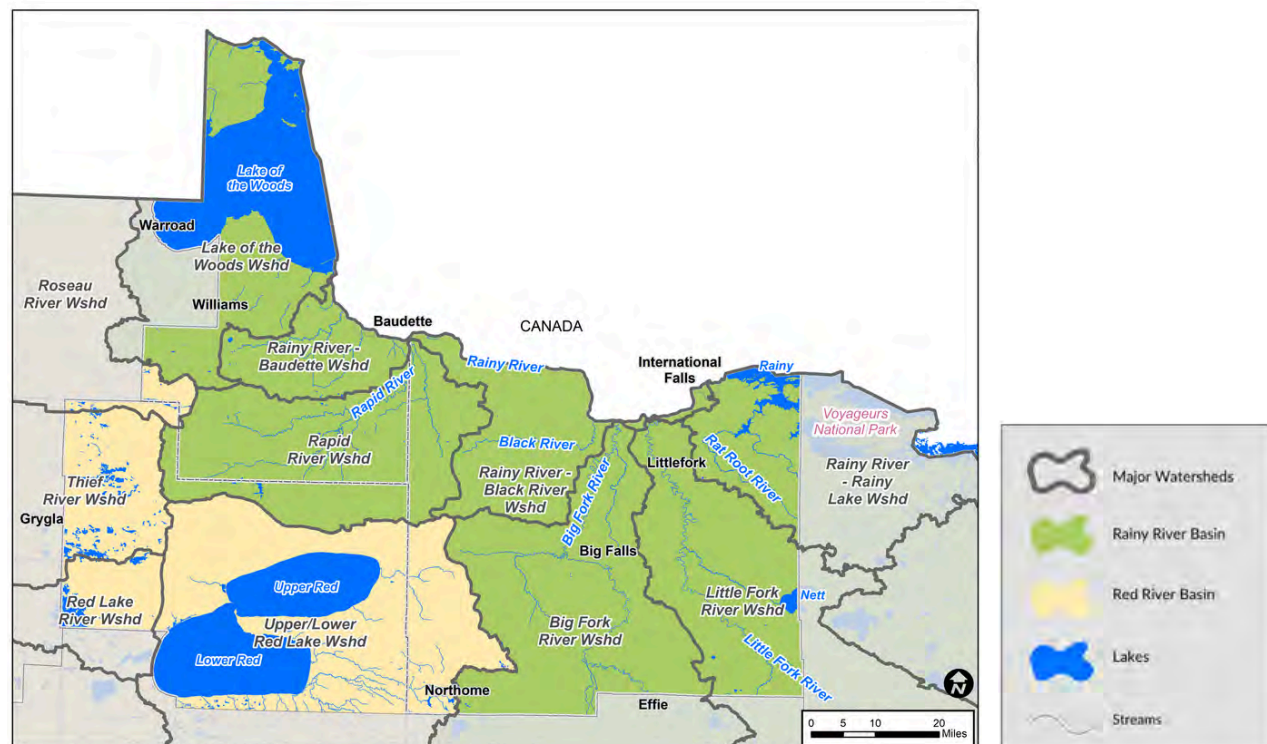 Lake of
the Woods
Warroad
Lake of the
Woods Wshd
Roseau
River Wshd
Williams
Baudette
CANADA
Rainy River -
Baudette Wshd
Rainy River
International
Falls
Rainy
Rapid River
Voyageurs
National Park
Rapid
River Wshd
Black River
Littlefork
Rat Root River
Rainy River
- Rainy
Lake Wshd
Rainy River -
Black River
Wshd
Big Fork River
Thief
River Wshd
Grygla
Big Falls
Upper Red
Little Fork
River Wshd
Nett
Red Lake
River Wshd
Upper/Lower
Red Lake Wshd
Big Fork
River Wshd
Lower Red
Little Fork River
Northome
Effie
N
0 5 10 20
Miles
Major Watersheds
Rainy River Basin
Red River Basin
Lakes
Streams